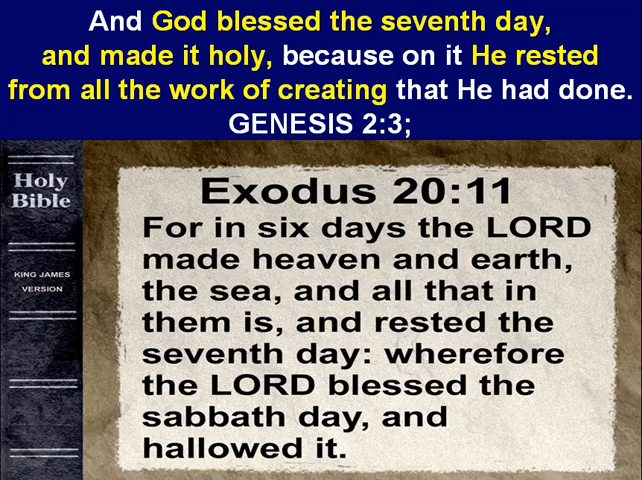 And God blessed the seventh day,
and made it holy, because on it He rested
from all the work of creating that He had done.
GENESIS 2:3;
Holy
Bible
KING JAMES
VERSION
Exodus 20:11
For in six days the LORD
made heaven and earth,
the sea, and all that in
them is, and rested the
seventh day: wherefore
the LORD blessed the
sabbath day, and
hallowed it.